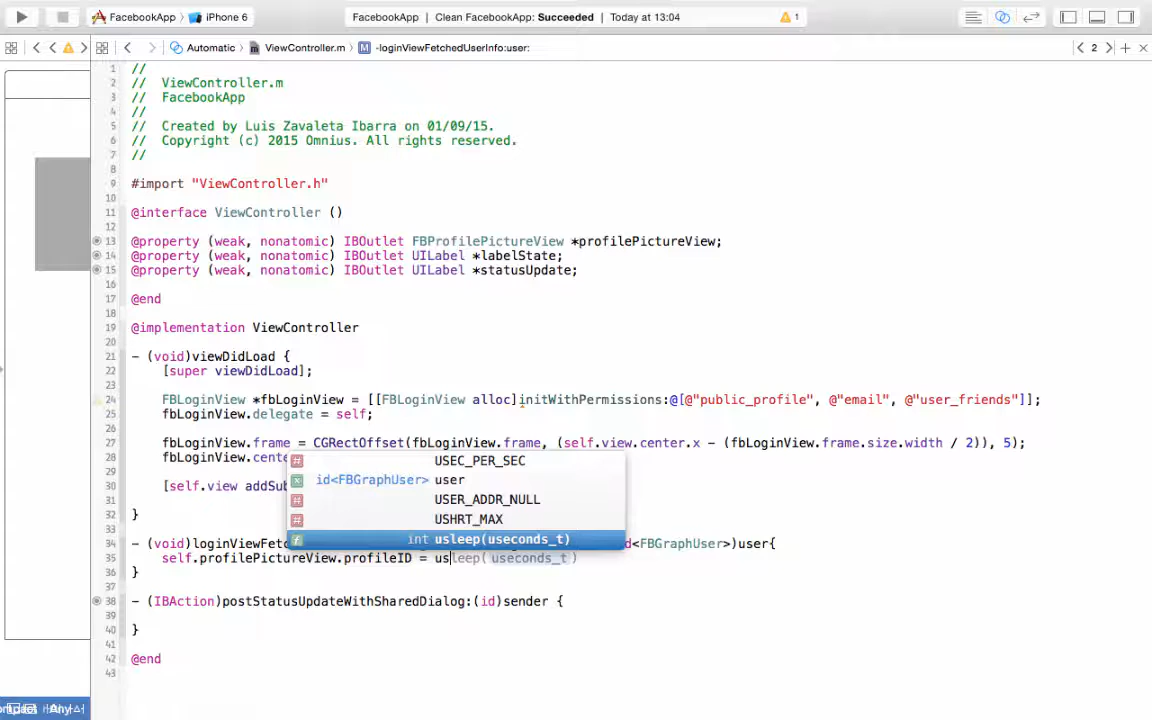 FacebookApp iPhone 6 FacebookApp | Clean FacebookApp: Succeeded | Today at 13:04 1
Automatic ViewController.m -loginViewFetchedUserInfo:user: 2
1 //
2 // ViewController.m
3 // FacebookApp
4 //
5 // Created by Luis Zavaleta Ibarra on 01/09/15.
6 // Copyright (c) 2015 Omnius. All rights reserved.
7 //
8
9 #import "ViewController.h"
10
11 @interface ViewController ()
12
13 @property (weak, nonatomic) IBOutlet FBProfilePictureView *profilePictureView;
14 @property (weak, nonatomic) IBOutlet UILabel *labelState;
15 @property (weak, nonatomic) IBOutlet UILabel *statusUpdate;
16
17 @end
18
19 @implementation ViewController
20
21 - (void)viewDidLoad {
22 [super viewDidLoad];
23
24 FBLoginView *fbLoginView = [[FBLoginView alloc]initWithPermissions:@[@"public_profile", @"email", @"user_friends"]];
25 fbLoginView.delegate = self;
26
27 fbLoginView.frame = CGRectOffset(fbLoginView.frame, (self.view.center.x - (fbLoginView.frame.size.width / 2)), 5);
28 fbLoginView.cente
USEC_PER_SEC
29
id<FBGraphUser> user
30 [self.view addSub
USER_ADDR_NULL
31
32 }
USHRT_MAX
33
int usleep(useconds_t)
34 - (void)loginViewFetc d<FBGraphUser>)user{
35 self.profilePictureView.profileID = usleep(useconds_t)
36 }
37
38 - (IBAction)postStatusUpdateWithSharedDialog:(id)sender {
39
40 }
41
42 @end
43